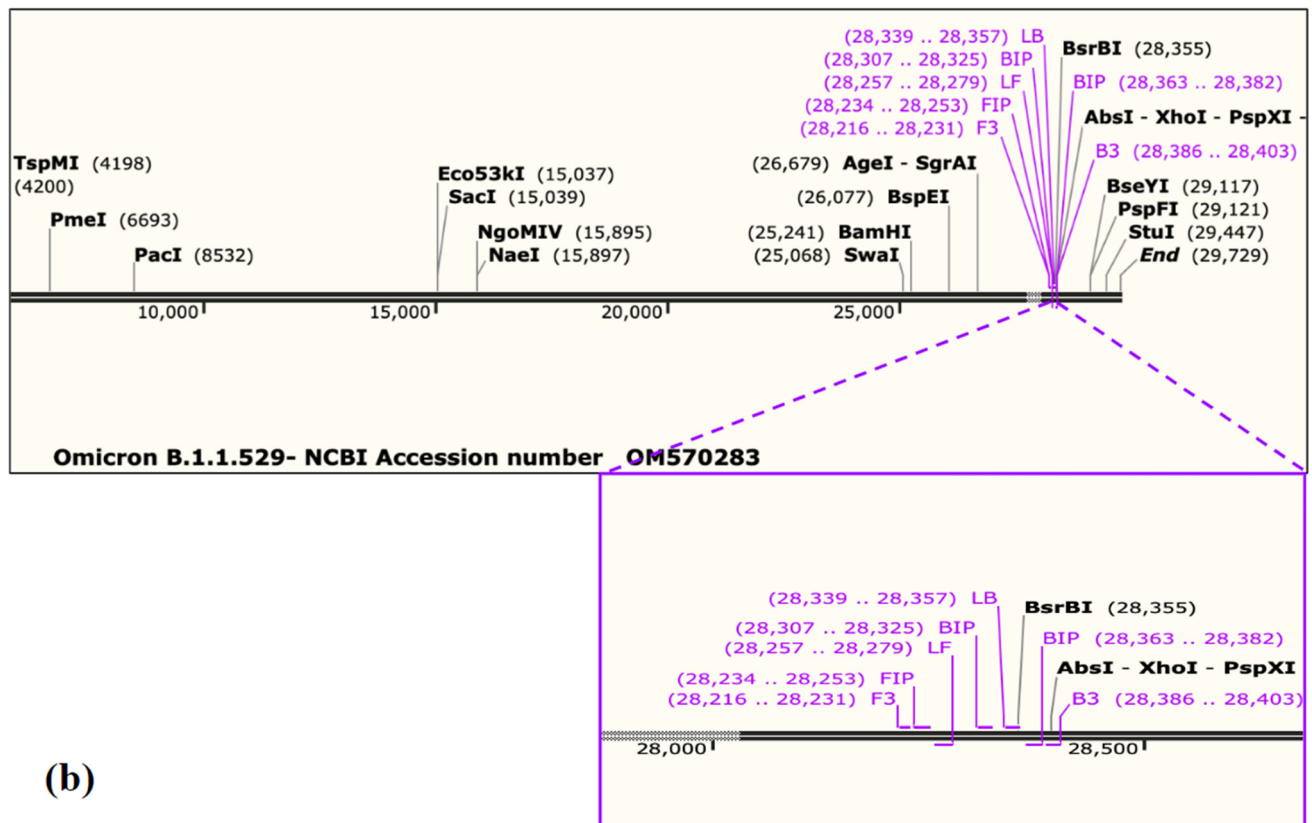 (28,339 .. 28,357) LB
BsrBI (28,355)
(28,307 .. 28,325) BIP
BIP (28,363 .. 28,382)
(28,257 .. 28,279) LF
(28,234 .. 28,253) FIP
AbsI - XhoI - PspXI -
(28,216 .. 28,231) F3
B3 (28,386 .. 28,403)
TspMI (4198)
(4200)
Eco53kI (15,037)
(26,679) AgeI - SgrAI
BseYI (29,117)
SacI (15,039)
(26,077) BspEI
PspFI (29,121)
PmeI (6693)
NgoMIV (15,895)
(25,241) BamHI
StuI (29,447)
PacI (8532)
NaeI (15,897)
(25,068) SwaI
End (29,729)
10,000
15,000
20,000
25,000
Omicron B.1.1.529- NCBI Accession number OM570283
(28,339 .. 28,357) LB
BsrBI (28,355)
(28,307 .. 28,325) BIP
BIP (28,363 .. 28,382)
(28,257 .. 28,279) LF
AbsI - XhoI - PspXI
(28,234 .. 28,253) FIP
(28,216 .. 28,231) F3
B3 (28,386 .. 28,403)
28,000
28,500
(b)